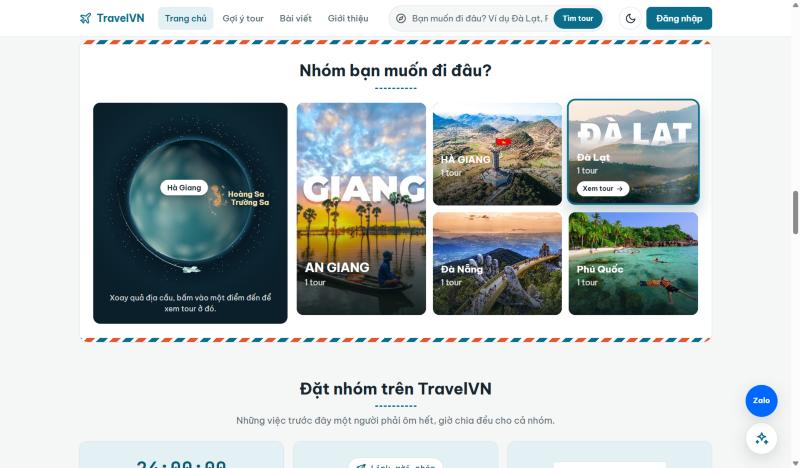 TravelVN
Trang chủ
Gợi ý tour
Bài viết
Giới thiệu
Bạn muốn đi đâu? Ví dụ Đà Lạt, F
Tìm tour
Đăng nhập
Nhóm bạn muốn đi đâu?
Hà Giang
Hoàng Sa
Trường Sa
Xoay quả địa cầu, bấm vào một điểm đến để
xem tour ở đó.
GIANG
AN GIANG
1 tour
HÀ GIANG
1 tour
ĐÀ LẠT
Đà Lạt
1 tour
Xem tour →
Đà Nẵng
1 tour
Phú Quốc
1 tour
Đặt nhóm trên TravelVN
Những việc trước đây một người phải ôm hết, giờ chia đều cho cả nhóm.
Zalo